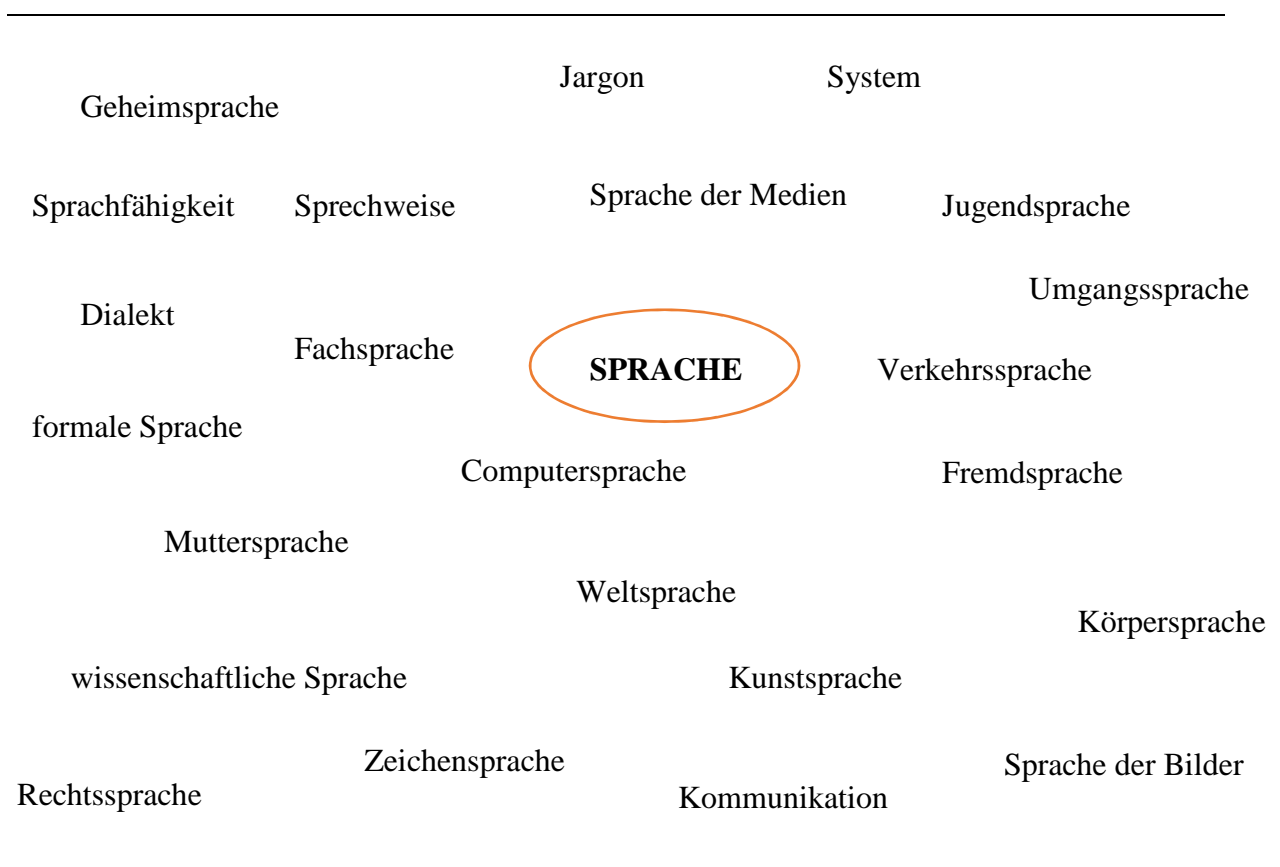 Jargon System
Geheimsprache
Sprachfähigkeit Sprechweise Sprache der Medien Jugendsprache
Umgangssprache
Dialekt
Fachsprache SPRACHE Verkehrssprache
formale Sprache
Computersprache Fremdsprache
Muttersprache
Weltsprache
Körpersprache
wissenschaftliche Sprache Kunstsprache
Zeichensprache Sprache der Bilder
Rechtssprache Kommunikation